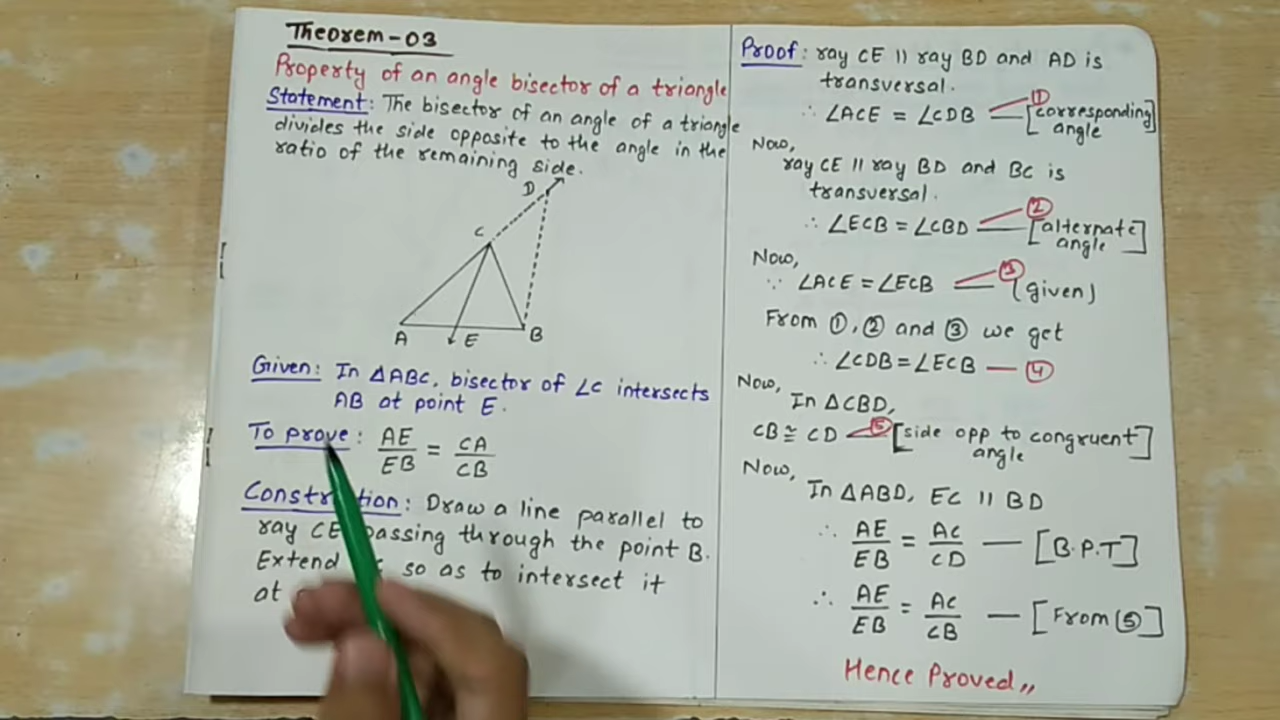 Theorem-03
Property of an angle bisector of a triangle
Statement: The bisector of an angle of a triangle
divides the side opposite to the angle in the
ratio of the remaining side.
D
C
A
E
B
Given: In ΔABC, bisector of ∠C intersects
AB at point E.
To prove: AE/EB = CA/CB
Construction: Draw a line parallel to
ray CE passing through the point B.
Extend so as to intersect it
at
Proof: ray CE || ray BD and AD is
transversal.
∴ ∠ACE = ∠CDB — ① [corresponding
angle]
Now,
ray CE || ray BD and BC is
transversal.
∴ ∠ECB = ∠CBD — ② [alternate
angle]
Now,
∵ ∠ACE = ∠ECB — ③ (given)
From ①, ② and ③ we get
∴ ∠CDB = ∠ECB — ④
Now,
In ΔCBD,
CB ≅ CD — ⑤ [side opp to congruent
angle]
Now,
In ΔABD, EC || BD
∴ AE/EB = AC/CD — [B.P.T]
∴ AE/EB = AC/CB — [From ⑤]
Hence Proved,,